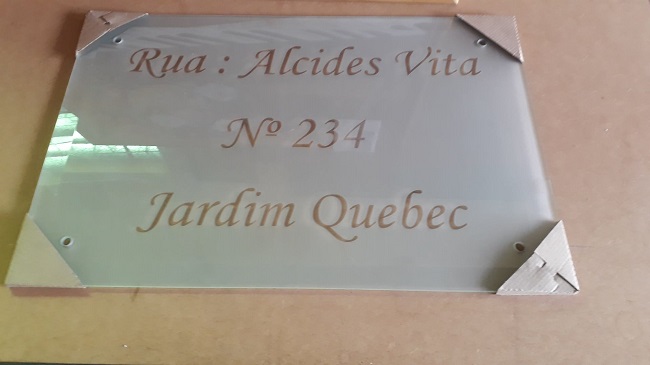 Rua : Alcides Vita
Nº 234
Jardim Quebec